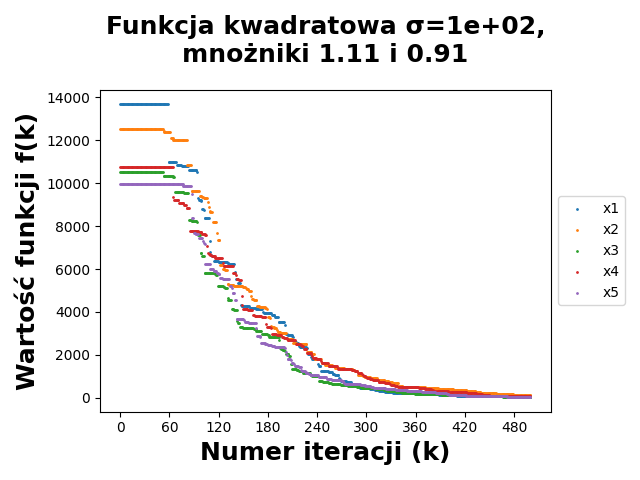 Funkcja kwadratowa σ=1e+02,
mnożniki 1.11 i 0.91
Wartość funkcji f(k)
14000
12000
10000
8000
6000
4000
2000
0
0 60 120 180 240 300 360 420 480
Numer iteracji (k)
x1
x2
x3
x4
x5